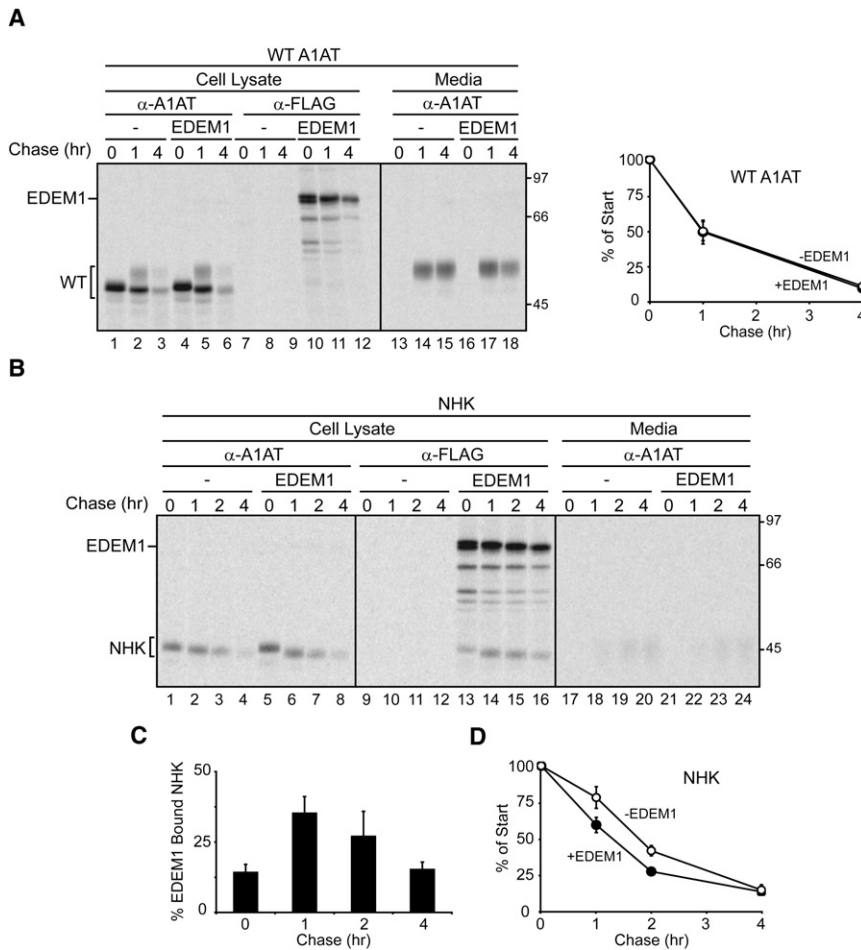 A
WT A1AT
Cell Lysate Media
α-A1AT α-FLAG α-A1AT
- EDEM1 - EDEM1 - EDEM1
Chase (hr) 0 1 4 0 1 4 0 1 4 0 1 4 0 1 4 0 1 4
EDEM1
WT
97
66
45
1 2 3 4 5 6 7 8 9 10 11 12 13 14 15 16 17 18
% of Start
100
75
50
25
0
WT A1AT
-EDEM1
+EDEM1
0 1 2 3 4
Chase (hr)
B
NHK
Cell Lysate Media
α-A1AT α-FLAG α-A1AT
- EDEM1 - EDEM1 - EDEM1
Chase (hr) 0 1 2 4 0 1 2 4 0 1 2 4 0 1 2 4 0 1 2 4 0 1 2 4
EDEM1
NHK
97
66
45
1 2 3 4 5 6 7 8 9 10 11 12 13 14 15 16 17 18 19 20 21 22 23 24
C
% EDEM1 Bound NHK
50
25
0
0 1 2 4
Chase (hr)
D
% of Start
100
75
50
25
0
NHK
-EDEM1
+EDEM1
0 1 2 3 4
Chase (hr)